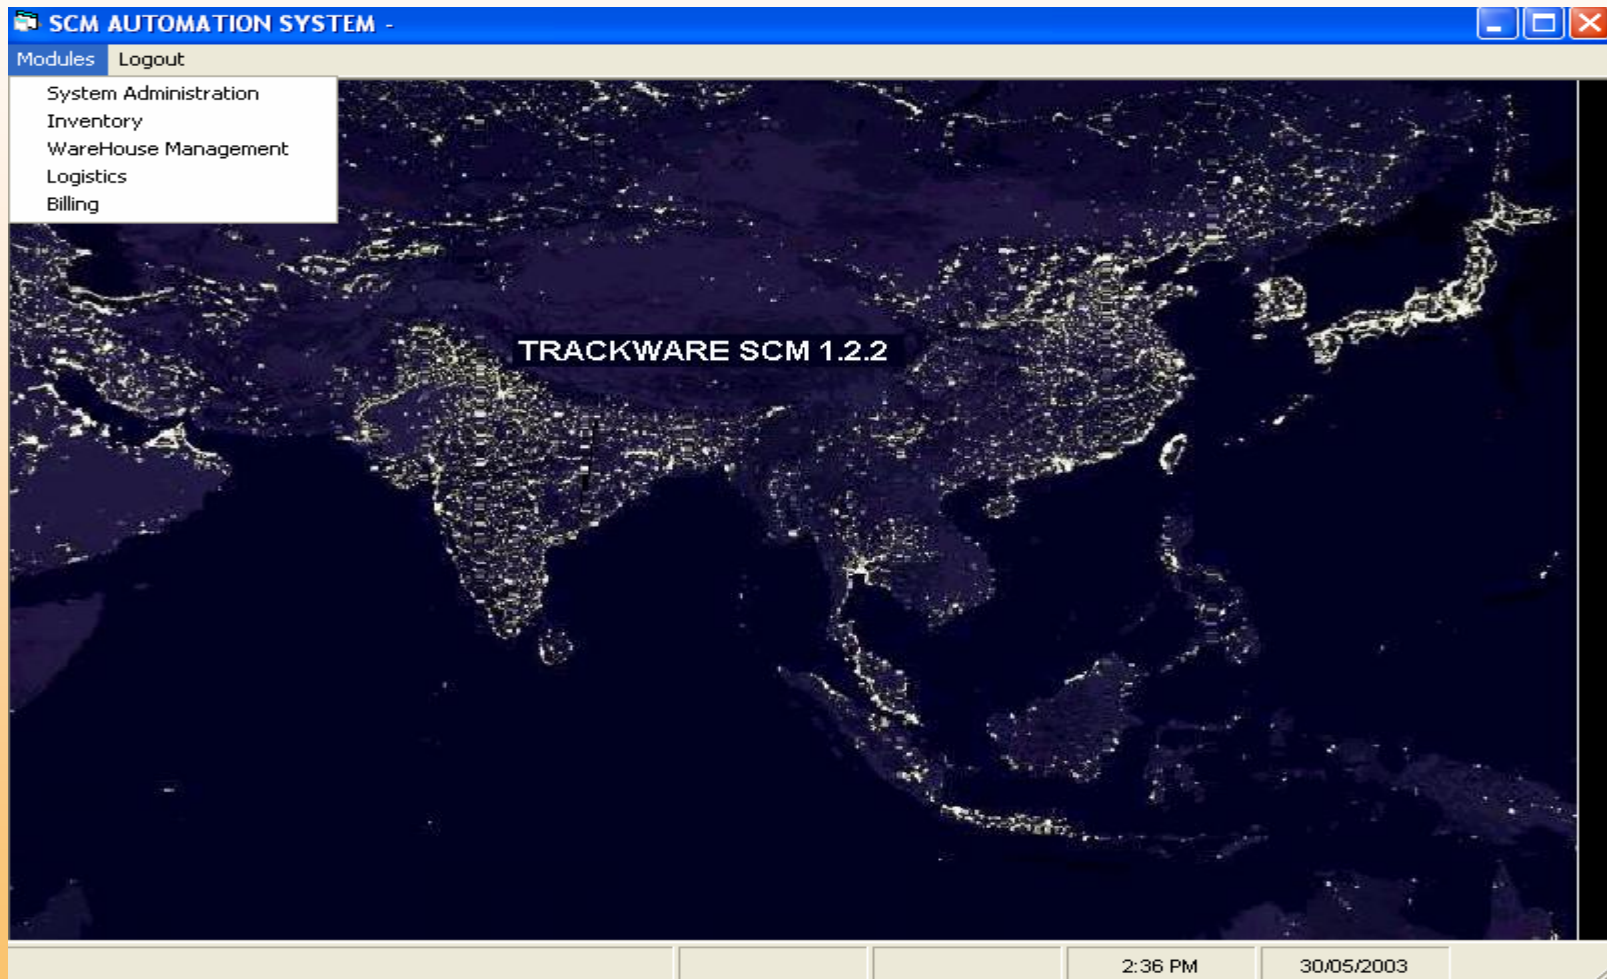 SCM AUTOMATION SYSTEM -
Modules Logout
System Administration
Inventory
WareHouse Management
Logistics
Billing
TRACKWARE SCM 1.2.2
2:36 PM 30/05/2003